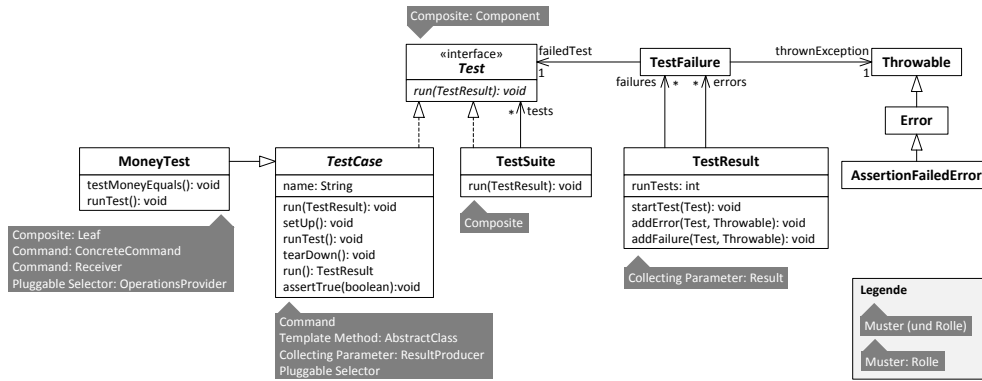 Composite: Component
«interface»
Test
run(TestResult): void
failedTest
1
TestFailure
thrownException
1
Throwable
failures
*
*
errors
*
tests
Error
AssertionFailedError
MoneyTest
testMoneyEquals(): void
runTest(): void
TestCase
name: String
run(TestResult): void
setUp(): void
runTest(): void
tearDown(): void
run(): TestResult
assertTrue(boolean):void
TestSuite
run(TestResult): void
Composite
TestResult
runTests: int
startTest(Test): void
addError(Test, Throwable): void
addFailure(Test, Throwable): void
Collecting Parameter: Result
Composite: Leaf
Command: ConcreteCommand
Command: Receiver
Pluggable Selector: OperationsProvider
Command
Template Method: AbstractClass
Collecting Parameter: ResultProducer
Pluggable Selector
Legende
Muster (und Rolle)
Muster: Rolle